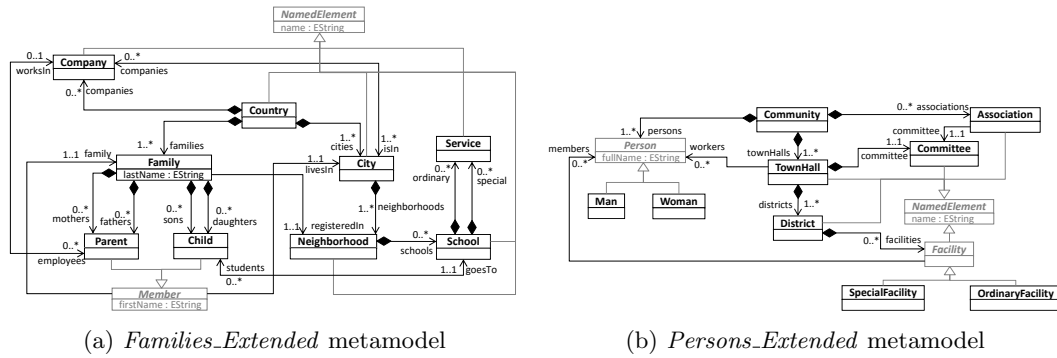 NamedElement
name : EString
0..1
worksIn
Company
0..*
companies
0..*
companies
Country
1..*
families
1..*
cities
1..*
isIn
Service
1..1
family
Family
lastName : EString
1..1
livesIn
City
ordinary
0..*
special
0..*
0..*
mothers
0..*
fathers
0..*
sons
0..*
daughters
1..*
neighborhoods
1..1
registeredIn
Parent
Child
Neighborhood
0..*
schools
School
employees
0..*
students
0..*
1..1
goesTo
Member
firstName : EString
(a) Families_Extended metamodel
Community
0..*
associations
Association
1..*
persons
members
0..*
Person
fullName : EString
workers
0..*
townHalls
1..*
committee
1..1
committee
1..1
Committee
TownHall
Man
Woman
districts
1..*
NamedElement
name : EString
District
0..*
facilities
Facility
SpecialFacility
OrdinaryFacility
(b) Persons_Extended metamodel